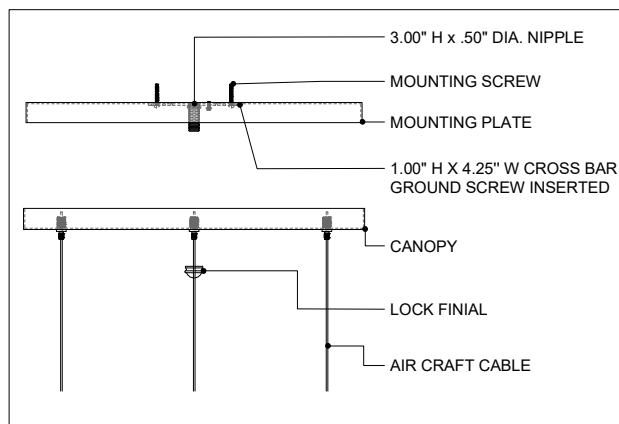 3.00" H x .50" DIA. NIPPLE
MOUNTING SCREW
MOUNTING PLATE
1.00" H X 4.25" W CROSS BAR
GROUND SCREW INSERTED
CANOPY
LOCK FINIAL
AIR CRAFT CABLE